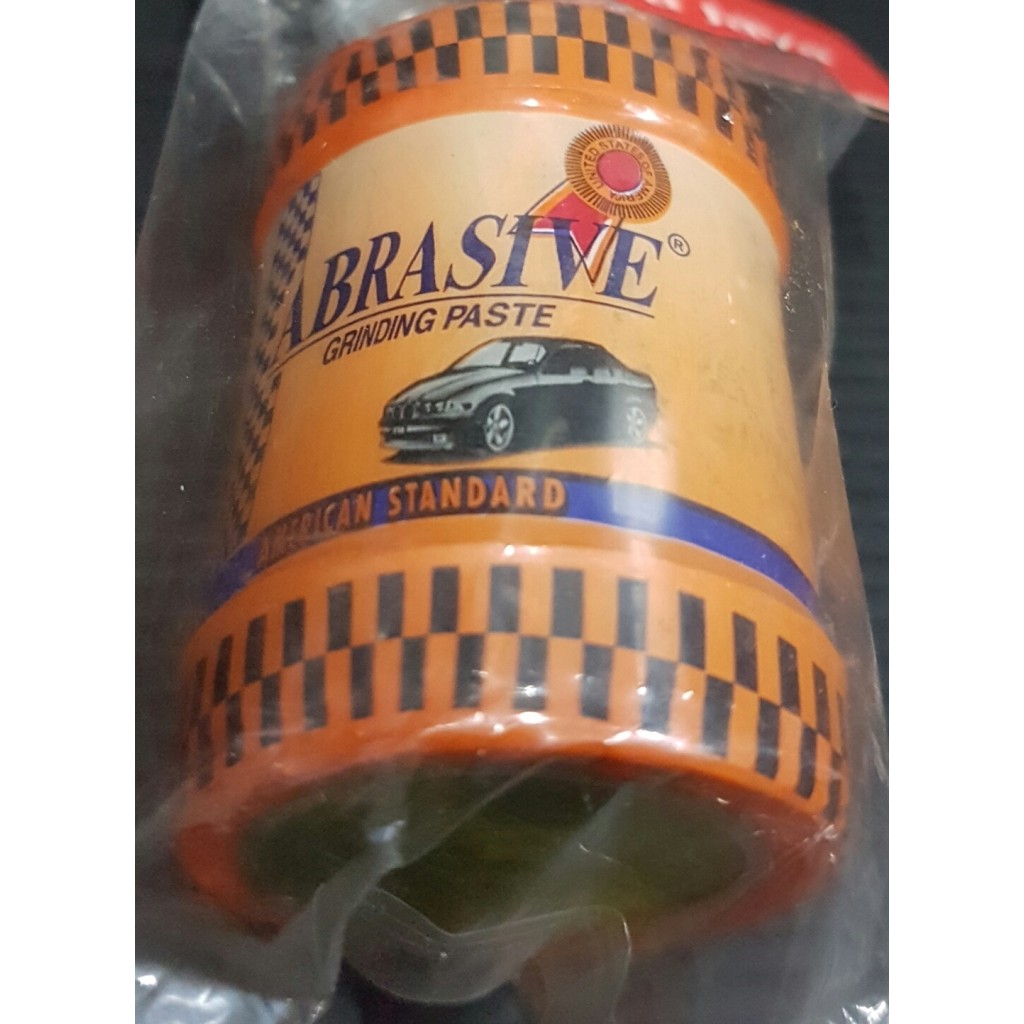 UNITED STATES OF AMERICA
ABRASIVE®
GRINDING PASTE
AMERICAN STANDARD